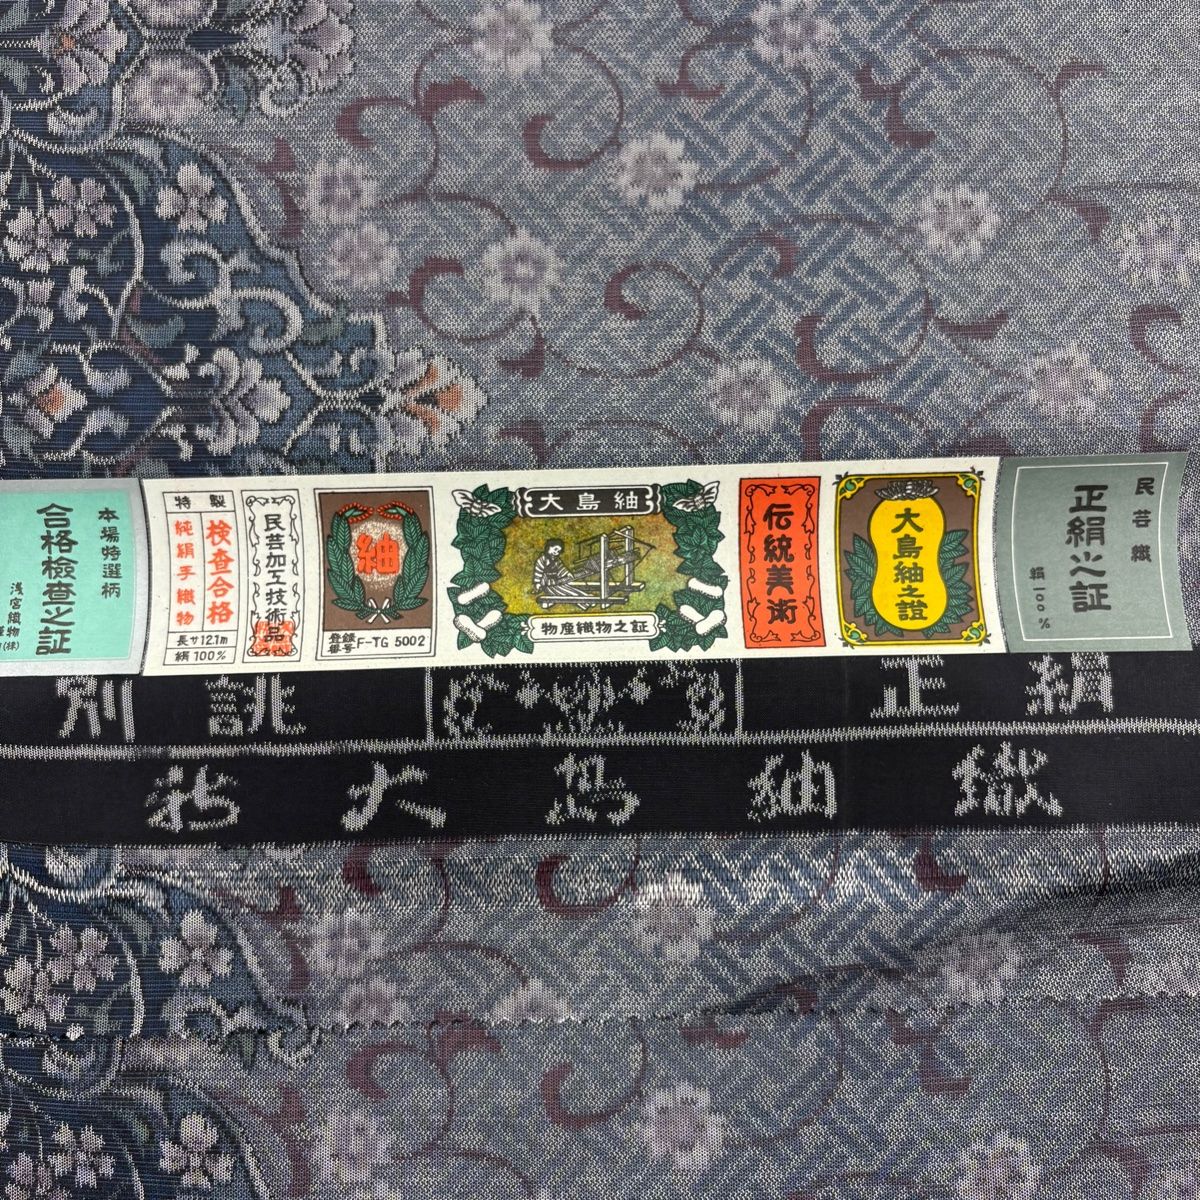 本場特選柄
合格検査之証
浅宮織物
(株)
特製
検査合格
純絹手織物
長サ12.1m
絹100%
民芸加工技術品
紬
登録番号 F-TG 5002
大島紬
物産織物之証
伝統美術
大島紬之證
民芸織
正絹之証
絹100%
別誂
正絹
新大島紬織